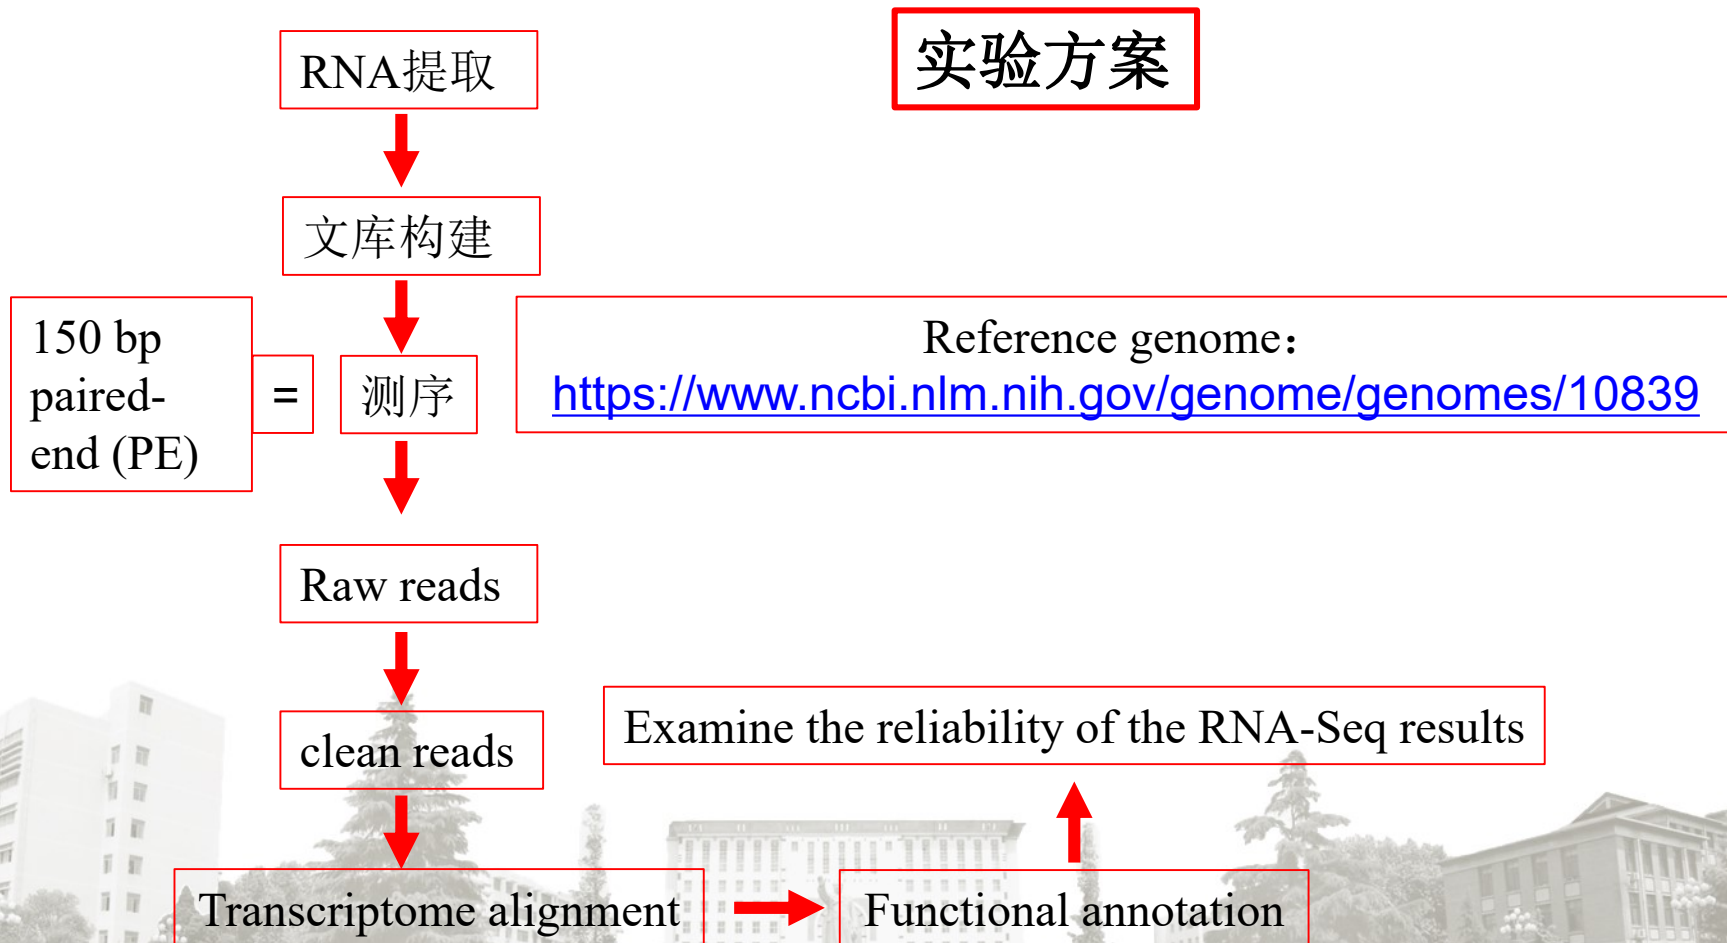 实验方案
RNA提取
文库构建
150 bp
paired-
end (PE)
=
测序
Reference genome：
https://www.ncbi.nlm.nih.gov/genome/genomes/10839
Raw reads
clean reads
Examine the reliability of the RNA-Seq results
Transcriptome alignment
Functional annotation